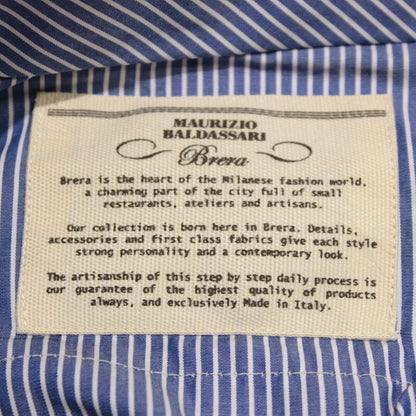 MAURIZIO
BALDASSARI
Brera
Brera is the heart of the Milanese fashion world,
a charming part of the city full of small
restaurants, ateliers and artisans.
Our collection is born here in Brera. Details,
accessories and first class fabrics give each style
strong personality and a contemporary look.
The artisanship of this step by step daily process is
our guarantee of the highest quality of products
always, and exclusively Made in Italy.